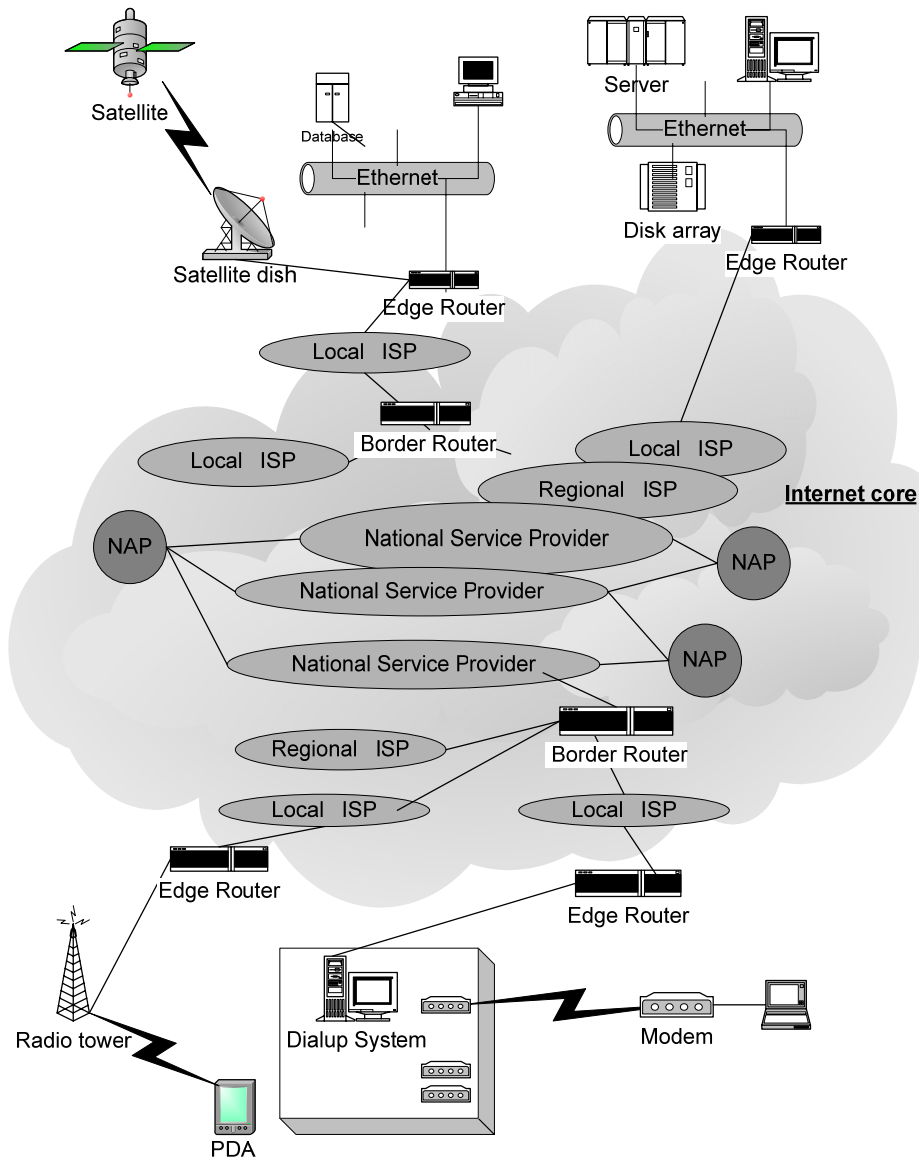 Satellite
Server
Database
Ethernet
Ethernet
Disk array
Satellite dish
Edge Router
Edge Router
Local ISP
Border Router
Local ISP
Local ISP
Regional ISP
Internet core
National Service Provider
NAP
NAP
National Service Provider
National Service Provider
NAP
Regional ISP
Border Router
Local ISP
Local ISP
Edge Router
Edge Router
Radio tower
Dialup System
Modem
PDA